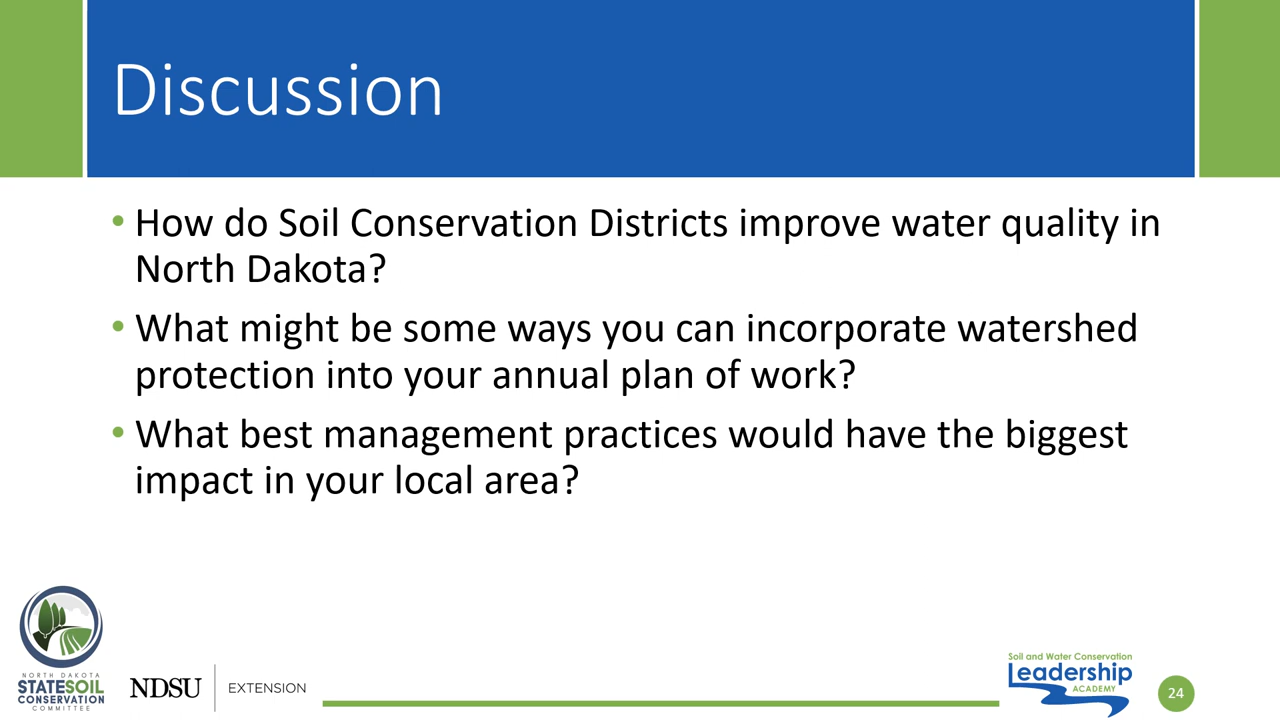 Discussion
• How do Soil Conservation Districts improve water quality in
North Dakota?
• What might be some ways you can incorporate watershed
protection into your annual plan of work?
• What best management practices would have the biggest
impact in your local area?
NORTH DAKOTA
STATESOIL
CONSERVATION
COMMITTEE
NDSU EXTENSION
Soil and Water Conservation
Leadership
ACADEMY
24